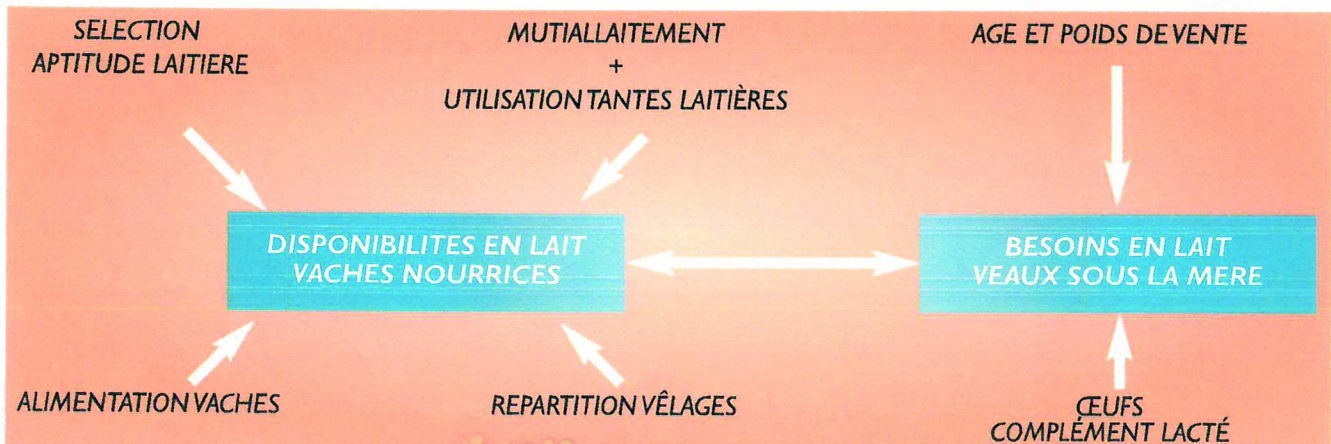 SELECTION
APTITUDE LAITIERE
MUTIALLAITEMENT
+
UTILISATION TANTES LAITIÈRES
AGE ET POIDS DE VENTE
DISPONIBILITES EN LAIT
VACHES NOURRICES
BESOINS EN LAIT
VEAUX SOUS LA MERE
ALIMENTATION VACHES
REPARTITION VÊLAGES
ŒUFS
COMPLÉMENT LACTÉ